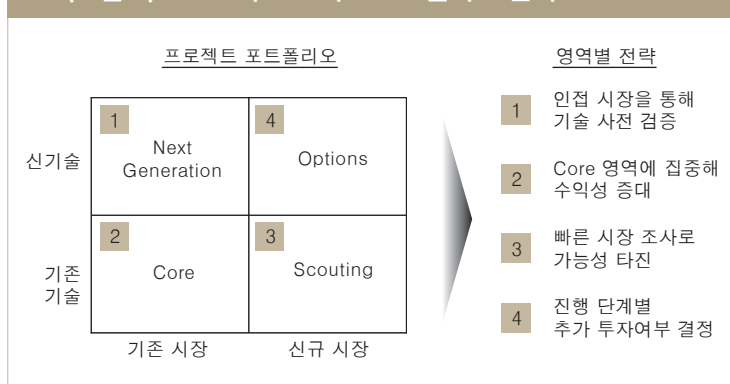 프로젝트 포트폴리오
영역별 전략
신기술
기존
기술
1
Next
Generation
4
Options
2
Core
3
Scouting
기존 시장
신규 시장
1
인접 시장을 통해
기술 사전 검증
2
Core 영역에 집중해
수익성 증대
3
빠른 시장 조사로
가능성 타진
4
진행 단계별
추가 투자여부 결정